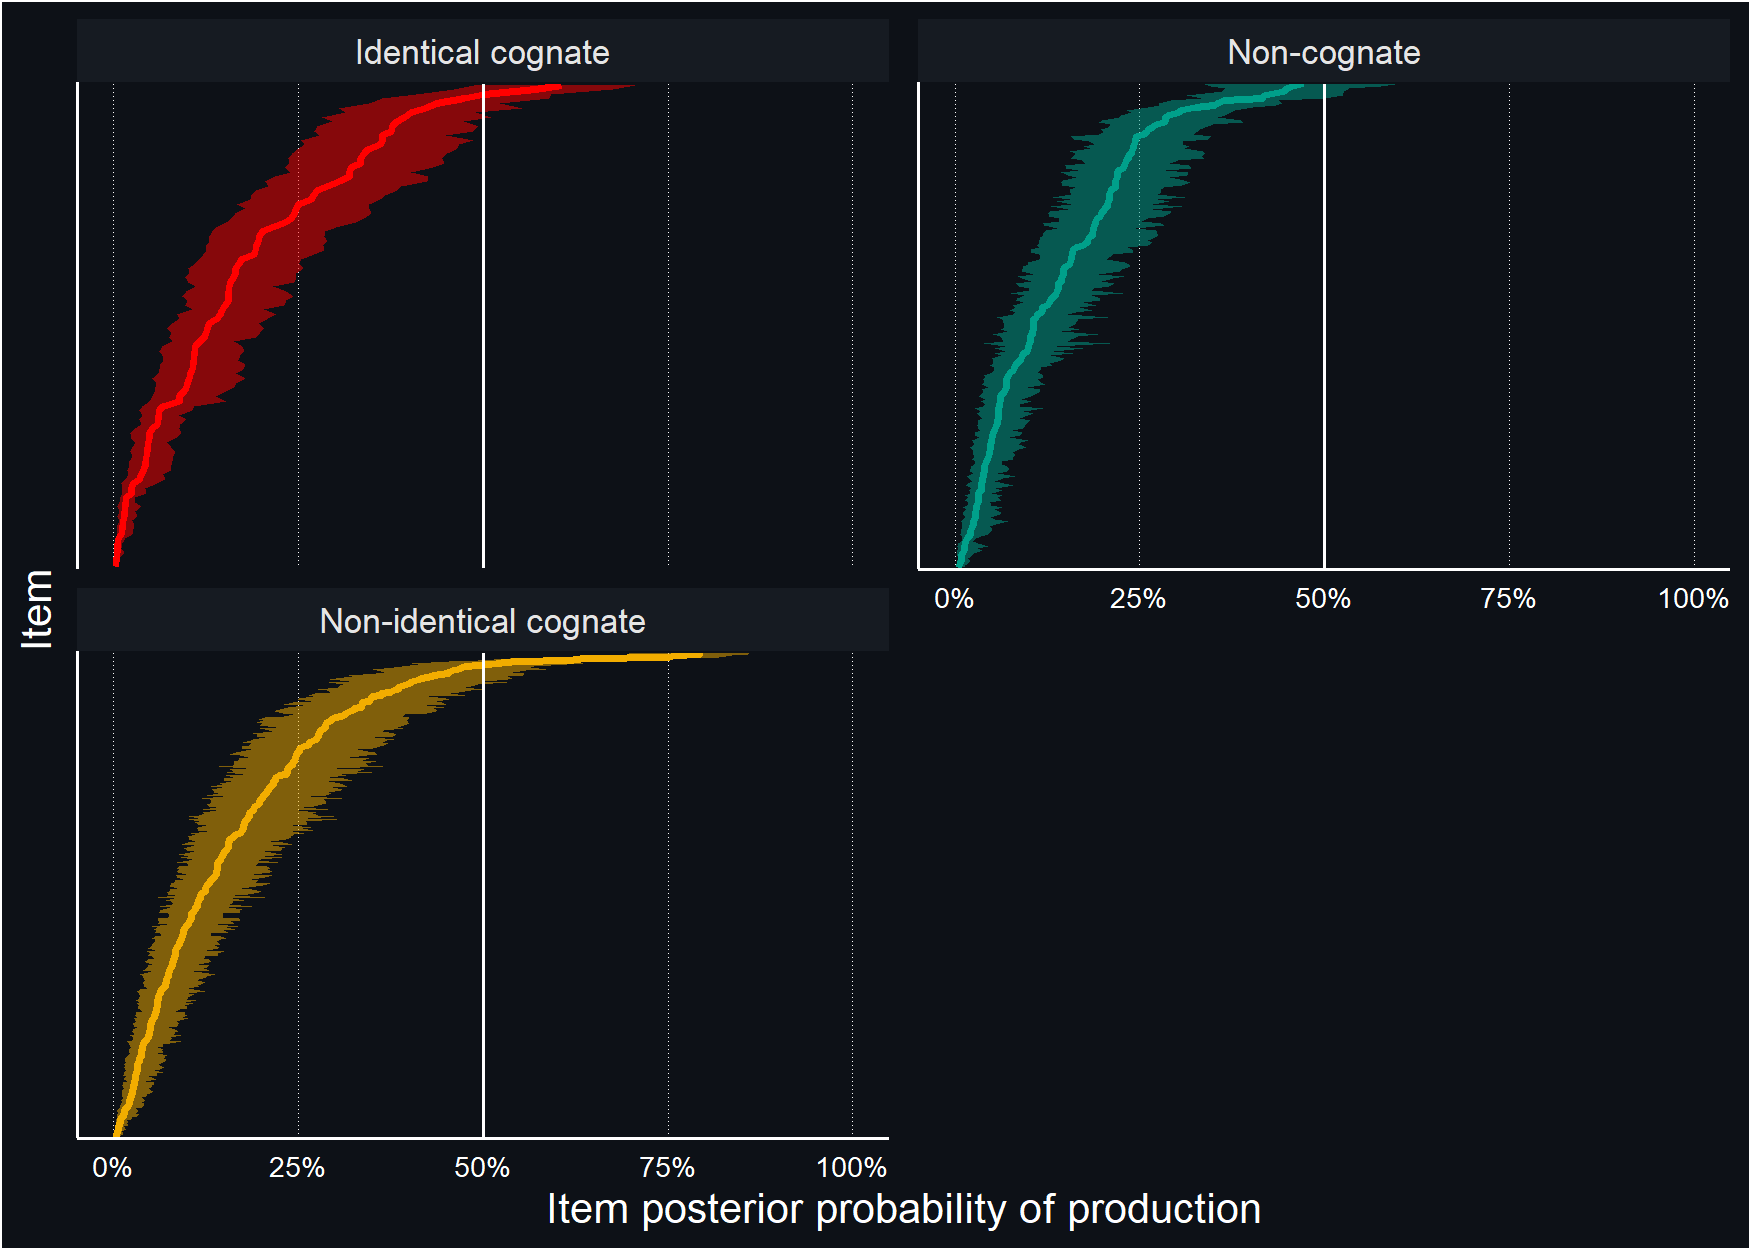 Identical cognate
Non-cognate
0% 25% 50% 75% 100%
Item
Non-identical cognate
0% 25% 50% 75% 100%
Item posterior probability of production